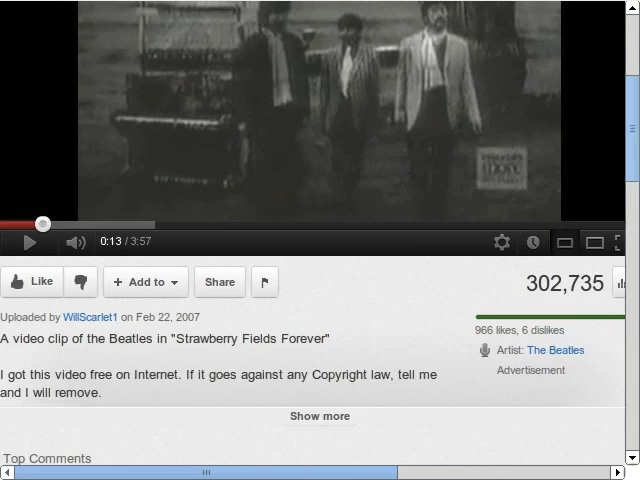 0:13 / 3:57
Like
Add to
Share
302,735
Uploaded by WillScarlet1 on Feb 22, 2007
966 likes, 6 dislikes
A video clip of the Beatles in "Strawberry Fields Forever"
Artist: The Beatles
Advertisement
I got this video free on Internet. If it goes against any Copyright law, tell me
and I will remove.
Show more
Top Comments